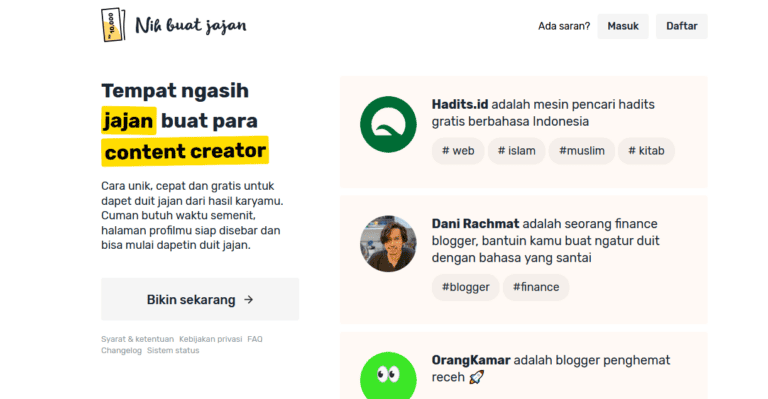 10.000
Nih buat jajan
Ada saran?
Masuk
Daftar
Tempat ngasih
jajan buat para
content creator
Cara unik, cepat dan gratis untuk
dapet duit jajan dari hasil karyamu.
Cuman butuh waktu semenit,
halaman profilmu siap disebar dan
bisa mulai dapetin duit jajan.
Bikin sekarang →
Syarat & ketentuan Kebijakan privasi FAQ
Changelog Sistem status
Hadits.id adalah mesin pencari hadits
gratis berbahasa Indonesia
# web # islam #muslim # kitab
Dani Rachmat adalah seorang finance
blogger, bantuin kamu buat ngatur duit
dengan bahasa yang santai
#blogger #finance
OrangKamar adalah blogger penghemat
receh 🚀